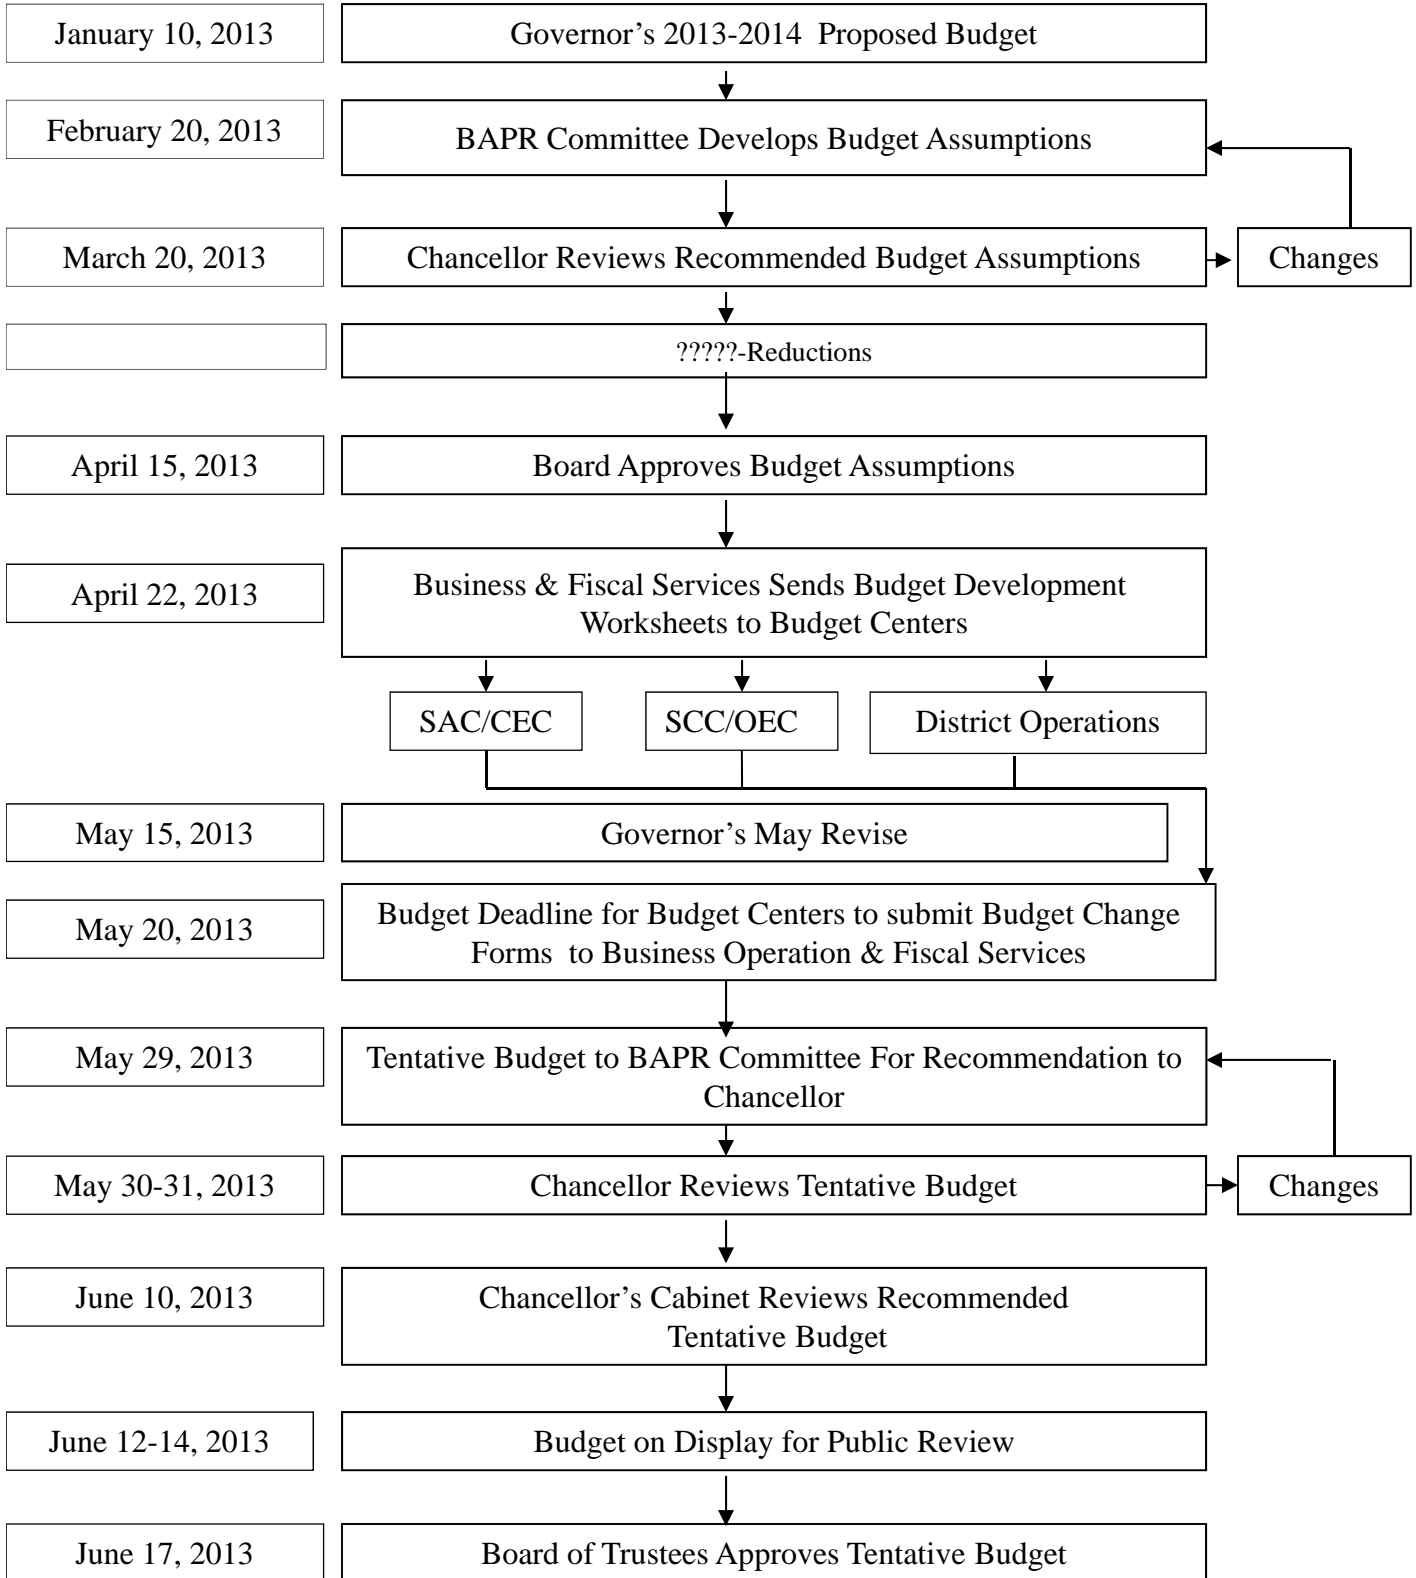 January 10, 2013
Governor’s 2013-2014  Proposed Budget
February 20, 2013
BAPR Committee Develops Budget Assumptions
March 20, 2013
Chancellor Reviews Recommended Budget Assumptions
Changes
?????-Reductions
April 15, 2013
Board Approves Budget Assumptions
April 22, 2013
Business & Fiscal Services Sends Budget Development
Worksheets to Budget Centers
SAC/CEC
SCC/OEC
District Operations
May 15, 2013
Governor’s May Revise
May 20, 2013
Budget Deadline for Budget Centers to submit Budget Change
Forms  to Business Operation & Fiscal Services
May 29, 2013
Tentative Budget to BAPR Committee For Recommendation to
Chancellor
May 30-31, 2013
Chancellor Reviews Tentative Budget
Changes
June 10, 2013
Chancellor’s Cabinet Reviews Recommended
Tentative Budget
June 12-14, 2013
Budget on Display for Public Review
June 17, 2013
Board of Trustees Approves Tentative Budget